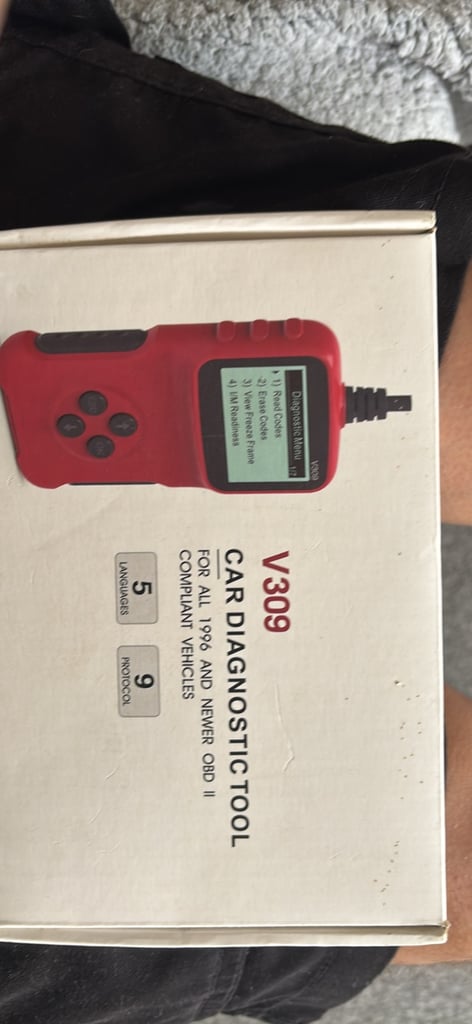 V309
Diagnostic Menu 1/7
1) Read Codes
2) Erase Codes
3) View Freeze Frame
4) I/M Readiness
V309
CAR DIAGNOSTIC TOOL
FOR ALL 1996 AND NEWER OBD II
COMPLIANT VEHICLES
5
LANGUAGES
9
PROTOCOL